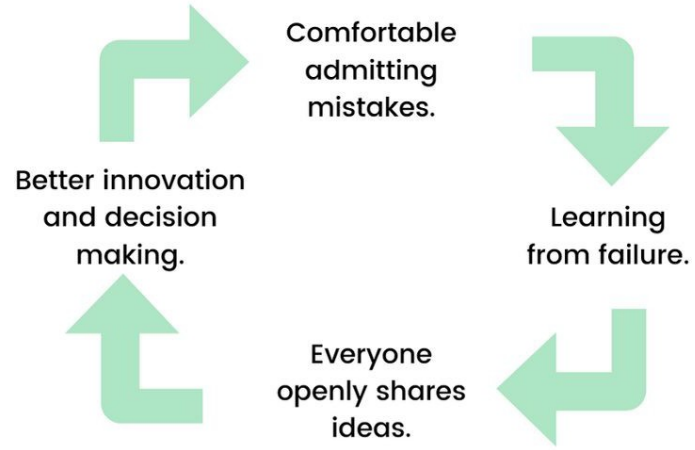 Comfortable
admitting
mistakes.
Learning
from failure.
Everyone
openly shares
ideas.
Better innovation
and decision
making.